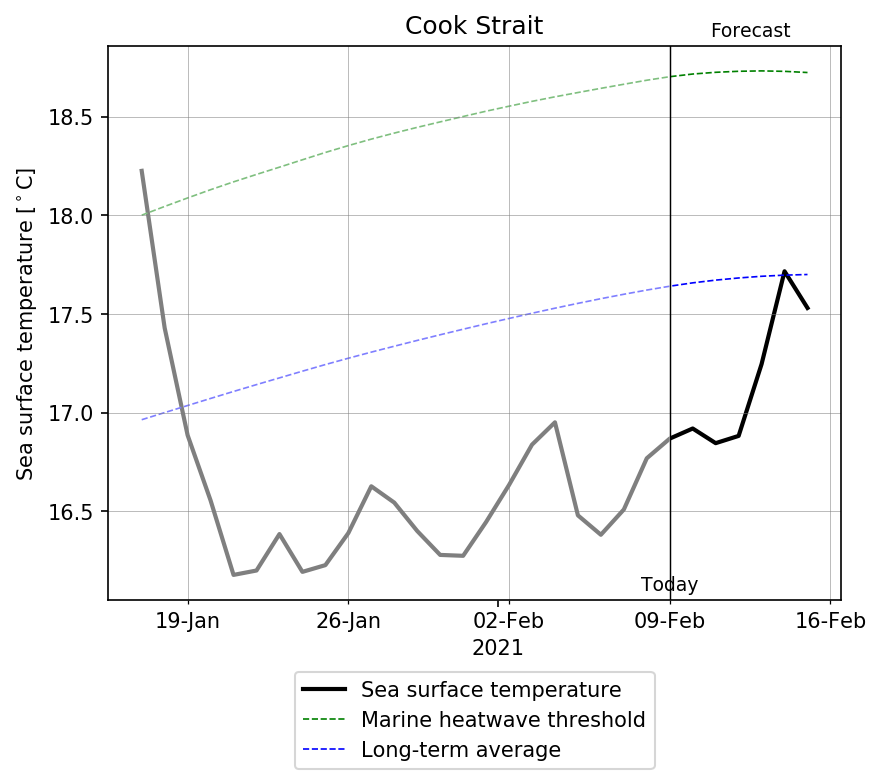 Cook Strait
Forecast
Sea surface temperature [°C]
18.5
18.0
17.5
17.0
16.5
Today
19-Jan 26-Jan 02-Feb 09-Feb 16-Feb
2021
Sea surface temperature
Marine heatwave threshold
Long-term average